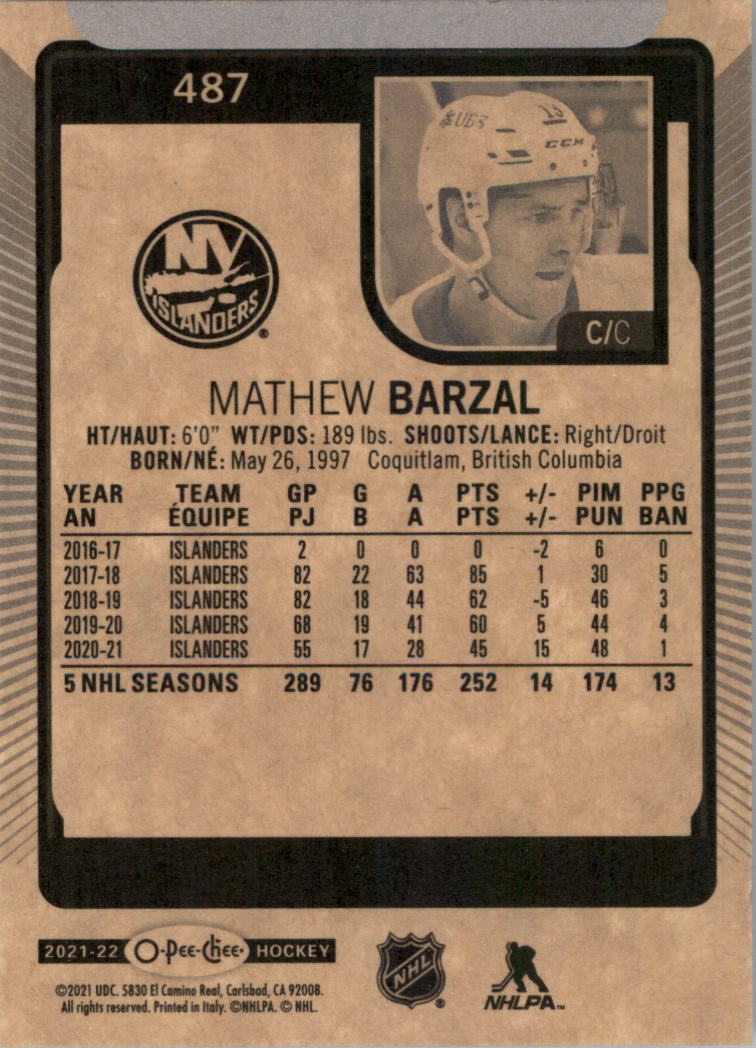 487
UBS
13
CCM
NY
ISLANDERS®
C/C
MATHEW BARZAL
HT/HAUT: 6'0" WT/PDS: 189 lbs. SHOOTS/LANCE: Right/Droit
BORN/NÉ: May 26, 1997 Coquitlam, British Columbia
YEAR TEAM GP G A PTS +/- PIM PPG
AN ÉQUIPE PJ B A PTS +/- PUN BAN
2016-17 ISLANDERS 2 0 0 0 -2 6 0
2017-18 ISLANDERS 82 22 63 85 1 30 5
2018-19 ISLANDERS 82 18 44 62 -5 46 3
2019-20 ISLANDERS 68 19 41 60 5 44 4
2020-21 ISLANDERS 55 17 28 45 15 48 1
5 NHL SEASONS 289 76 176 252 14 174 13
2021-22 O-Pee-Chee HOCKEY
NHL®
NHLPA™
©2021 UDC. 5830 El Camino Real, Carlsbad, CA 92008.
All rights reserved. Printed in Italy. ©NHLPA. © NHL.